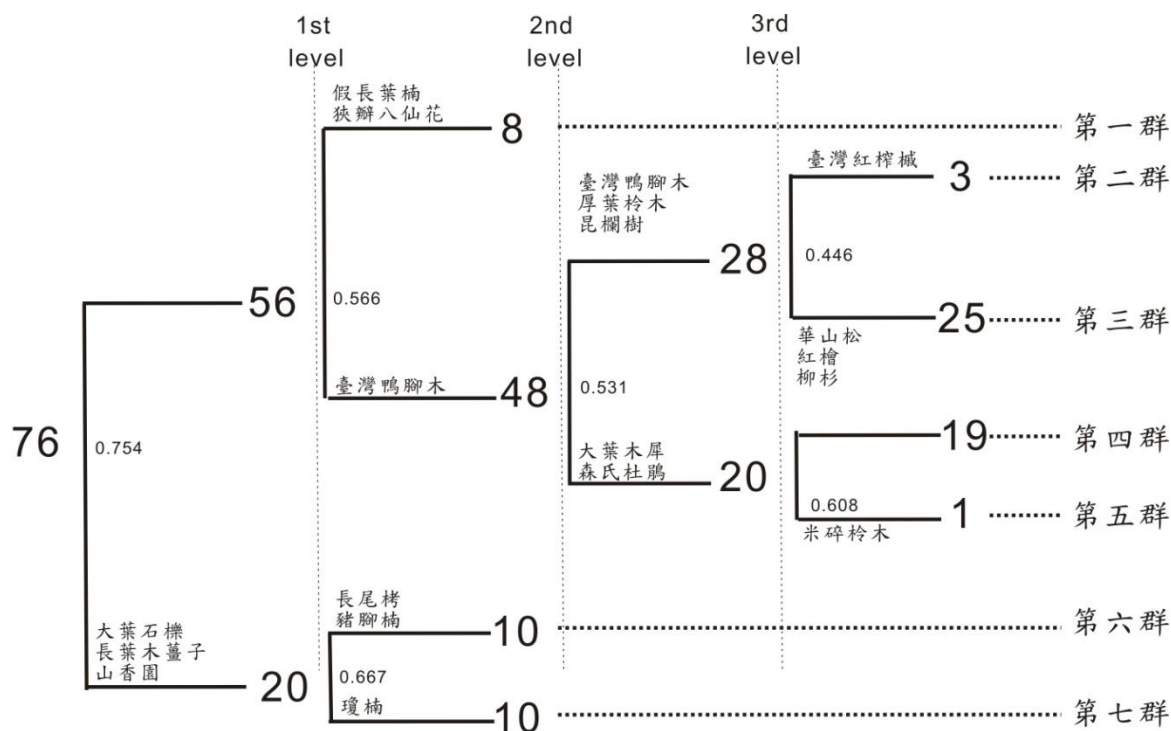 1st
level
2nd
level
3rd
level
假長葉楠
狹瓣八仙花
8
第一群
臺灣紅榨槭
3
第二群
臺灣鴨腳木
厚葉柃木
昆欄樹
28
0.446
56
0.566
25
第三群
華山松
紅檜
柳杉
臺灣鴨腳木
48
0.531
76
0.754
19
第四群
大葉木犀
森氏杜鵑
20
0.608
1
第五群
米碎柃木
長尾栲
豬腳楠
10
第六群
大葉石櫟
長葉木薑子
山香圓
20
0.667
瓊楠
10
第七群